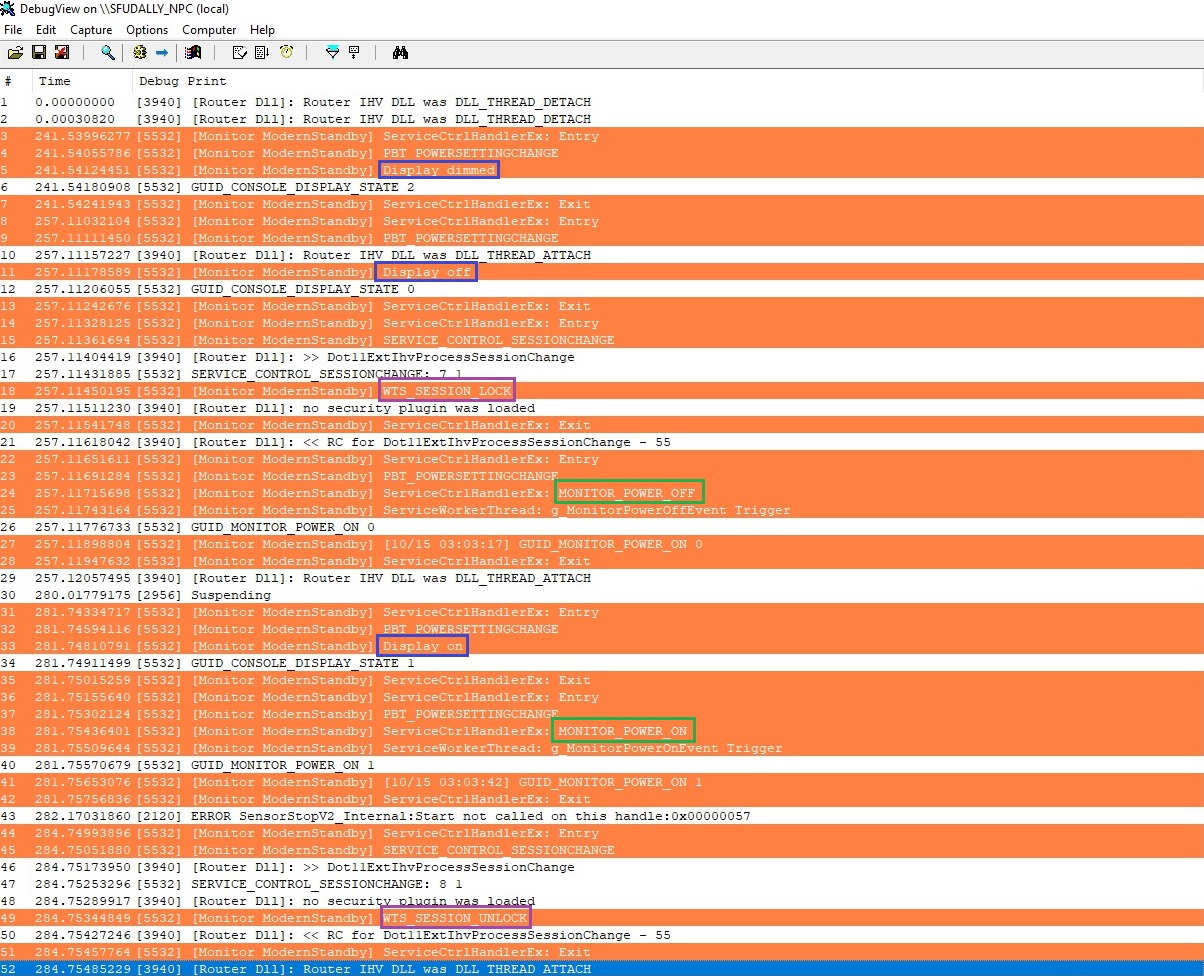 DebugView on \\SFUDALLY_NPC (local)
File Edit Capture Options Computer Help
# Time Debug Print
1 0.00000000 [3940] [Router Dll]: Router IHV DLL was DLL_THREAD_DETACH
2 0.00030820 [3940] [Router Dll]: Router IHV DLL was DLL_THREAD_DETACH
3 241.53996277 [5532] [Monitor ModernStandby] ServiceCtrlHandlerEx: Entry
4 241.54055786 [5532] [Monitor ModernStandby] PBT_POWERSETTINGCHANGE
5 241.54124451 [5532] [Monitor ModernStandby] Display dimmed
6 241.54180908 [5532] GUID_CONSOLE_DISPLAY_STATE 2
7 241.54241943 [5532] [Monitor ModernStandby] ServiceCtrlHandlerEx: Exit
8 257.11032104 [5532] [Monitor ModernStandby] ServiceCtrlHandlerEx: Entry
9 257.11111450 [5532] [Monitor ModernStandby] PBT_POWERSETTINGCHANGE
10 257.11157227 [3940] [Router Dll]: Router IHV DLL was DLL_THREAD_ATTACH
11 257.11178589 [5532] [Monitor ModernStandby] Display off
12 257.11206055 [5532] GUID_CONSOLE_DISPLAY_STATE 0
13 257.11242676 [5532] [Monitor ModernStandby] ServiceCtrlHandlerEx: Exit
14 257.11328125 [5532] [Monitor ModernStandby] ServiceCtrlHandlerEx: Entry
15 257.11361694 [5532] [Monitor ModernStandby] SERVICE_CONTROL_SESSIONCHANGE
16 257.11404419 [3940] [Router Dll]: >> Dot11ExtIhvProcessSessionChange
17 257.11431885 [5532] SERVICE_CONTROL_SESSIONCHANGE: 7 1
18 257.11450195 [5532] [Monitor ModernStandby] WTS_SESSION_LOCK
19 257.11511230 [3940] [Router Dll]: no security plugin was loaded
20 257.11541748 [5532] [Monitor ModernStandby] ServiceCtrlHandlerEx: Exit
21 257.11618042 [3940] [Router Dll]: << RC for Dot11ExtIhvProcessSessionChange - 55
22 257.11651611 [5532] [Monitor ModernStandby] ServiceCtrlHandlerEx: Entry
23 257.11691284 [5532] [Monitor ModernStandby] PBT_POWERSETTINGCHANGE
24 257.11715698 [5532] [Monitor ModernStandby] ServiceCtrlHandlerEx: MONITOR_POWER_OFF
25 257.11743164 [5532] [Monitor ModernStandby] ServiceWorkerThread: g_MonitorPowerOffEvent Trigger
26 257.11776733 [5532] GUID_MONITOR_POWER_ON 0
27 257.11898804 [5532] [Monitor ModernStandby] [10/15 03:03:17] GUID_MONITOR_POWER_ON 0
28 257.11947632 [5532] [Monitor ModernStandby] ServiceCtrlHandlerEx: Exit
29 257.12057495 [3940] [Router Dll]: Router IHV DLL was DLL_THREAD_ATTACH
30 280.01779175 [2956] Suspending
31 281.74334717 [5532] [Monitor ModernStandby] ServiceCtrlHandlerEx: Entry
32 281.74594116 [5532] [Monitor ModernStandby] PBT_POWERSETTINGCHANGE
33 281.74810791 [5532] [Monitor ModernStandby] Display on
34 281.74911499 [5532] GUID_CONSOLE_DISPLAY_STATE 1
35 281.75015259 [5532] [Monitor ModernStandby] ServiceCtrlHandlerEx: Exit
36 281.75155640 [5532] [Monitor ModernStandby] ServiceCtrlHandlerEx: Entry
37 281.75302124 [5532] [Monitor ModernStandby] PBT_POWERSETTINGCHANGE
38 281.75436401 [5532] [Monitor ModernStandby] ServiceCtrlHandlerEx: MONITOR_POWER_ON
39 281.75509644 [5532] [Monitor ModernStandby] ServiceWorkerThread: g_MonitorPowerOnEvent Trigger
40 281.75570679 [5532] GUID_MONITOR_POWER_ON 1
41 281.75653076 [5532] [Monitor ModernStandby] [10/15 03:03:42] GUID_MONITOR_POWER_ON 1
42 281.75756836 [5532] [Monitor ModernStandby] ServiceCtrlHandlerEx: Exit
43 282.17031860 [2120] ERROR SensorStopV2_Internal:Start not called on this handle:0x00000057
44 284.74993896 [5532] [Monitor ModernStandby] ServiceCtrlHandlerEx: Entry
45 284.75051880 [5532] [Monitor ModernStandby] SERVICE_CONTROL_SESSIONCHANGE
46 284.75173950 [3940] [Router Dll]: >> Dot11ExtIhvProcessSessionChange
47 284.75253296 [5532] SERVICE_CONTROL_SESSIONCHANGE: 8 1
48 284.75289917 [3940] [Router Dll]: no security plugin was loaded
49 284.75344849 [5532] [Monitor ModernStandby] WTS_SESSION_UNLOCK
50 284.75427246 [3940] [Router Dll]: << RC for Dot11ExtIhvProcessSessionChange - 55
51 284.75457764 [5532] [Monitor ModernStandby] ServiceCtrlHandlerEx: Exit
52 284.75485229 [3940] [Router Dll]: Router IHV DLL was DLL THREAD ATTACH